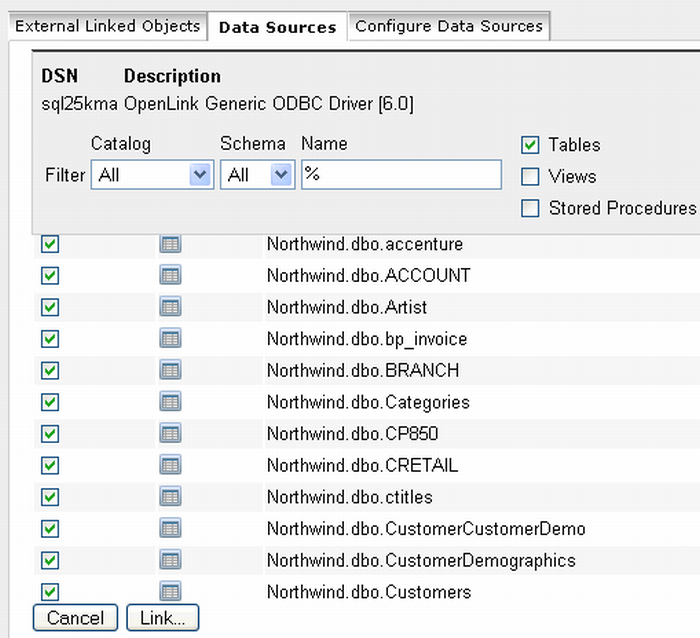 External Linked Objects Data Sources Configure Data Sources
DSN Description
sql25kma OpenLink Generic ODBC Driver [6.0]
Catalog Schema Name
Tables
Filter All All %
Views
Stored Procedures
Northwind.dbo.accenture
Northwind.dbo.ACCOUNT
Northwind.dbo.Artist
Northwind.dbo.bp_invoice
Northwind.dbo.BRANCH
Northwind.dbo.Categories
Northwind.dbo.CP850
Northwind.dbo.CRETAIL
Northwind.dbo.ctitles
Northwind.dbo.CustomerCustomerDemo
Northwind.dbo.CustomerDemographics
Northwind.dbo.Customers
Cancel Link...